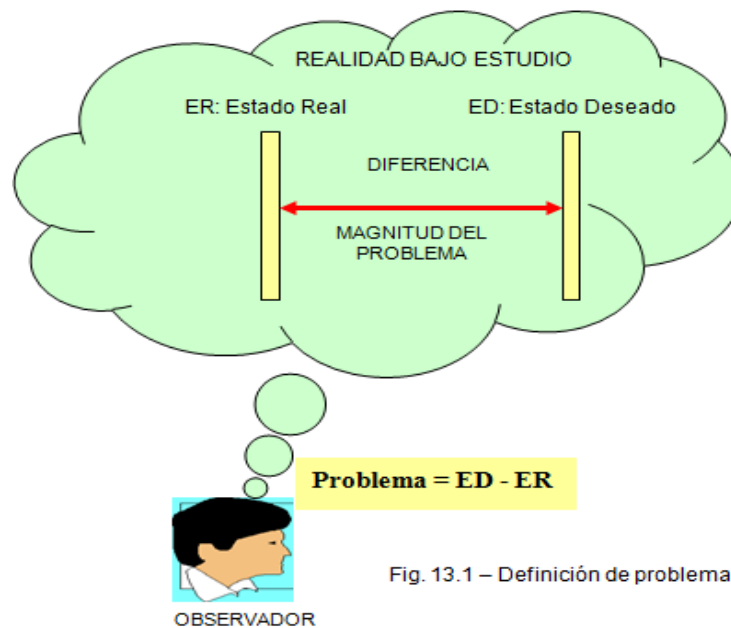 REALIDAD BAJO ESTUDIO
ER: Estado Real
ED: Estado Deseado
DIFERENCIA
MAGNITUD DEL
PROBLEMA
Problema = ED - ER
Fig. 13.1 – Definición de problema
OBSERVADOR